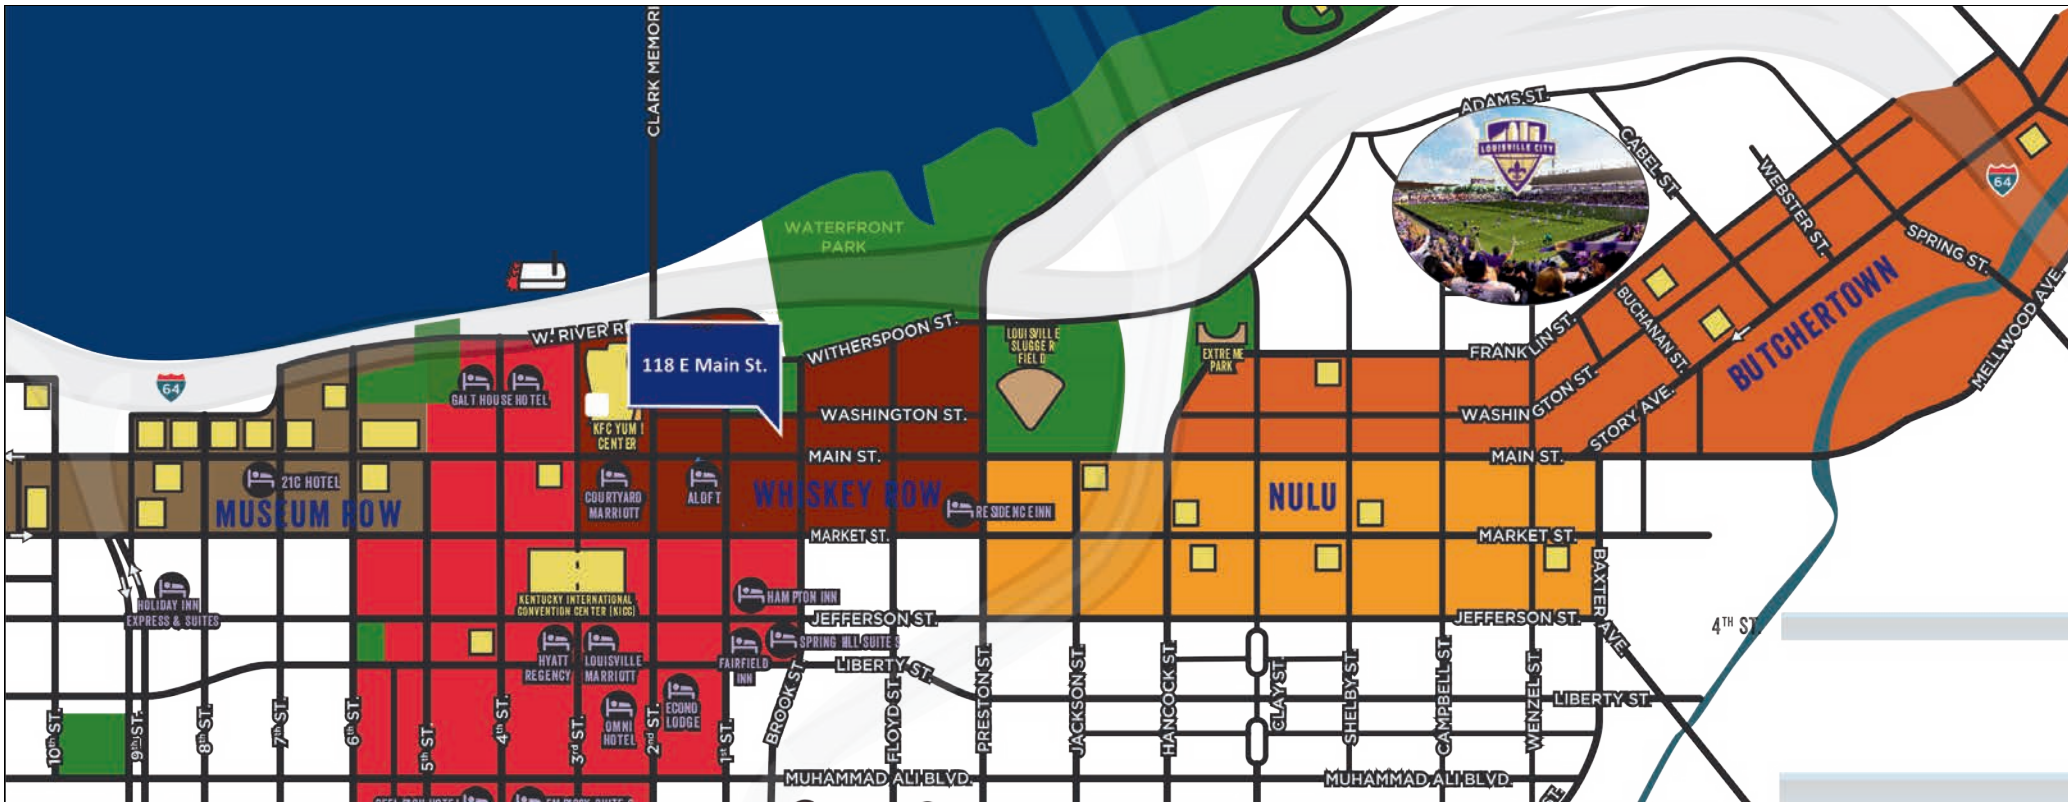 CLARK MEMORI
ADAMS ST.
LOUISVILLE CITY
CABEL ST.
WEBSTER ST.
64
WATERFRONT
PARK
SPRING ST.
BUTCHERTOWN
MELLWOOD AVE.
BUCHANAN ST.
W. RIVER R
118 E Main St.
WITHERSPOON ST.
LOUISVILLE
SLUGGER
FIELD
EXTREME
PARK
FRANKLIN ST.
64
GALT HOUSE HOTEL
KFC YUM!
CENTER
WASHINGTON ST.
WASHINGTON ST.
STORY AVE.
MAIN ST.
MAIN ST.
21C HOTEL
MUSEUM ROW
COURTYARD
MARRIOTT
ALOFT
WHISKEY ROW
RESIDENCE INN
NULU
MARKET ST.
MARKET ST.
HOLIDAY INN
EXPRESS & SUITES
KENTUCKY INTERNATIONAL
CONVENTION CENTER (KICC)
HAMPTON INN
JEFFERSON ST.
JEFFERSON ST.
BAXTER AVE.
4TH ST.
HYATT
REGENCY
LOUISVILLE
MARRIOTT
FAIRFIELD
INN
SPRING HILL SUITES
LIBERTY ST.
LIBERTY ST.
OMNI
HOTEL
ECONO
LODGE
10th ST.
9th ST.
8th ST.
7th ST.
6th ST.
5th ST.
4th ST.
3rd ST.
2nd ST.
1st ST.
BROOK ST.
FLOYD ST.
PRESTON ST.
JACKSON ST.
HANCOCK ST.
CLAY ST.
SHELBY ST.
CAMPBELL ST.
WENZEL ST.
MUHAMMAD ALI BLVD.
MUHAMMAD ALI BLVD.
ST.